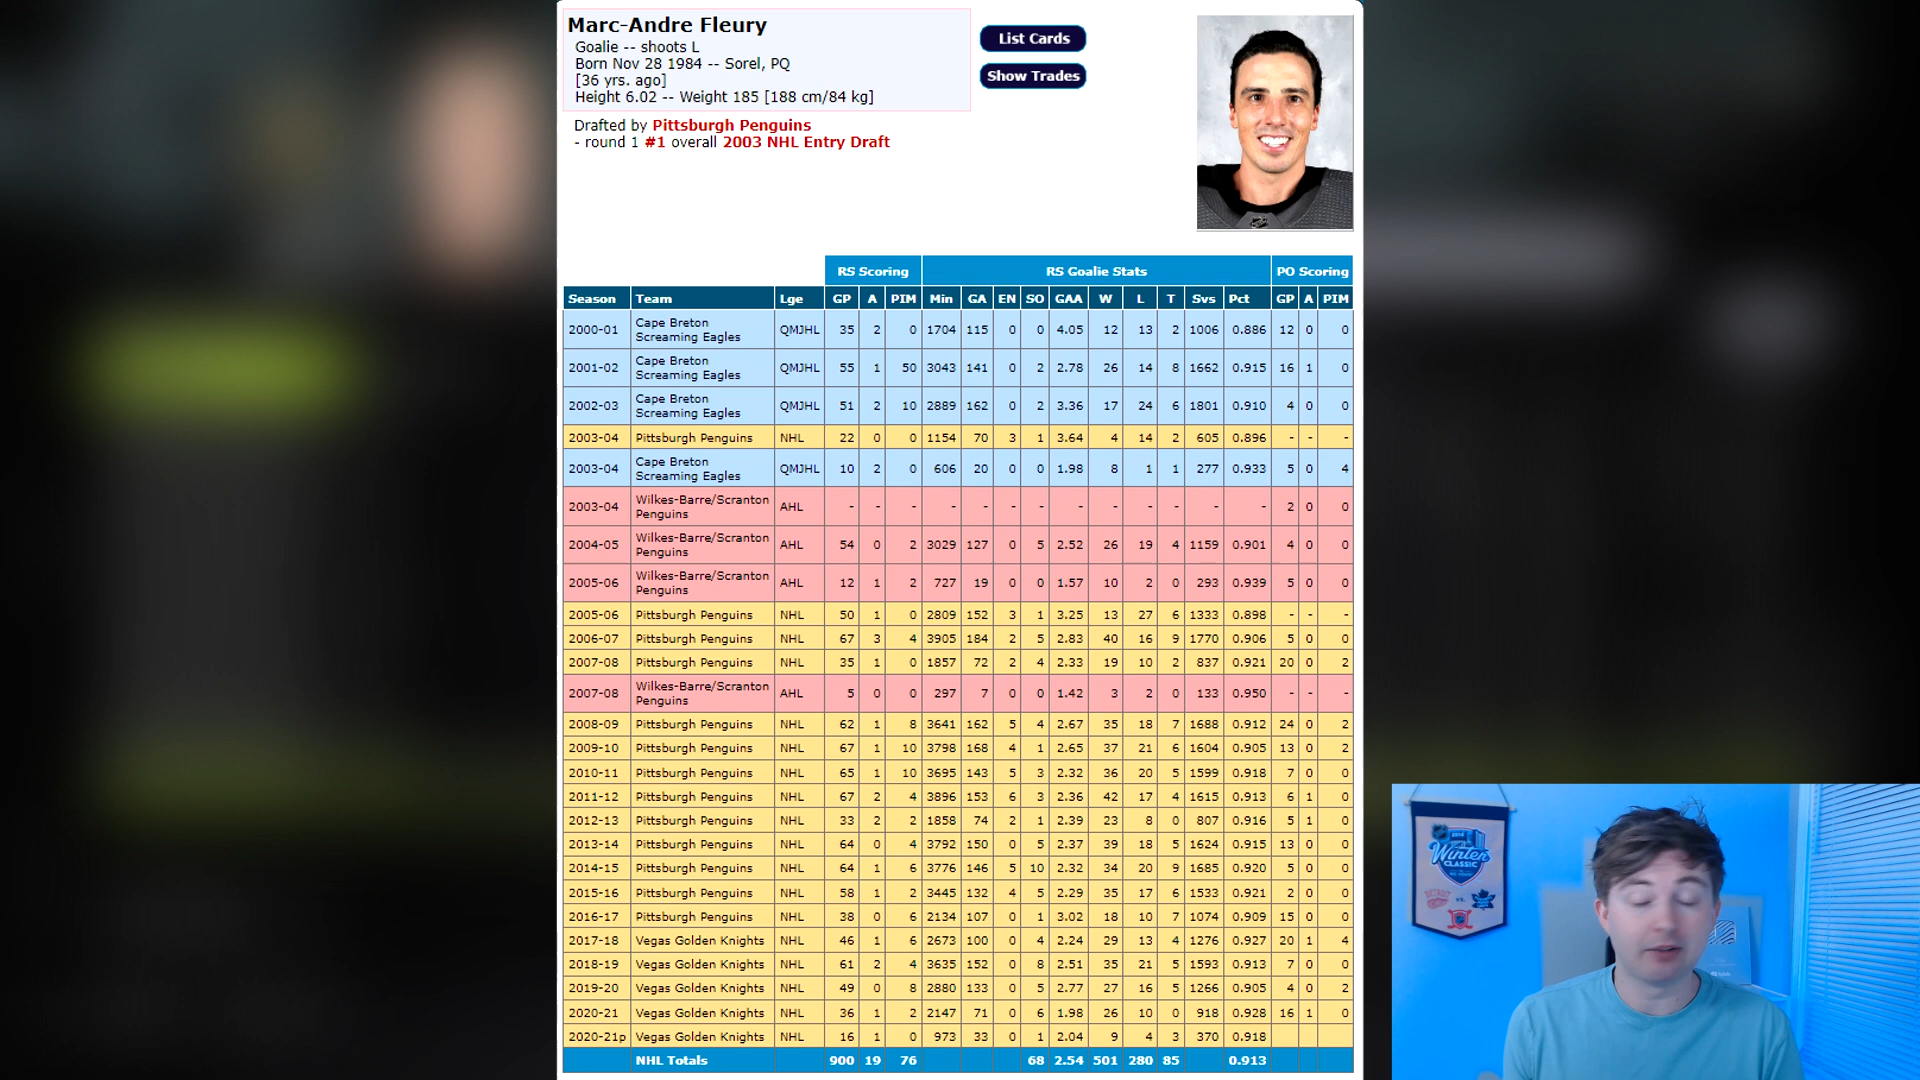 Marc-Andre Fleury
Goalie -- shoots L
Born Nov 28 1984 -- Sorel, PQ
[36 yrs. ago]
Height 6.02 -- Weight 185 [188 cm/84 kg]
List Cards
Show Trades
Drafted by Pittsburgh Penguins
- round 1 #1 overall 2003 NHL Entry Draft
RS Scoring RS Goalie Stats PO Scoring
Season Team Lge GP A PIM Min GA EN SO GAA W L T Svs Pct GP A PIM
2000-01 Cape Breton Screaming Eagles QMJHL 35 2 0 1704 115 0 0 4.05 12 13 2 1006 0.886 12 0 0
2001-02 Cape Breton Screaming Eagles QMJHL 55 1 50 3043 141 0 2 2.78 26 14 8 1662 0.915 16 1 0
2002-03 Cape Breton Screaming Eagles QMJHL 51 2 10 2889 162 0 2 3.36 17 24 6 1801 0.910 4 0 0
2003-04 Pittsburgh Penguins NHL 22 0 0 1154 70 3 1 3.64 4 14 2 605 0.896 - - -
2003-04 Cape Breton Screaming Eagles QMJHL 10 2 0 606 20 0 0 1.98 8 1 1 277 0.933 5 0 4
2003-04 Wilkes-Barre/Scranton Penguins AHL - - - - - - - - - - - - - 2 0 0
2004-05 Wilkes-Barre/Scranton Penguins AHL 54 0 2 3029 127 0 5 2.52 26 19 4 1159 0.901 4 0 0
2005-06 Wilkes-Barre/Scranton Penguins AHL 12 1 2 727 19 0 0 1.57 10 2 0 293 0.939 5 0 0
2005-06 Pittsburgh Penguins NHL 50 1 0 2809 152 3 1 3.25 13 27 6 1333 0.898 - - -
2006-07 Pittsburgh Penguins NHL 67 3 4 3905 184 2 5 2.83 40 16 9 1770 0.906 5 0 0
2007-08 Pittsburgh Penguins NHL 35 1 0 1857 72 2 4 2.33 19 10 2 837 0.921 20 0 2
2007-08 Wilkes-Barre/Scranton Penguins AHL 5 0 0 297 7 0 0 1.42 3 2 0 133 0.950 - - -
2008-09 Pittsburgh Penguins NHL 62 1 8 3641 162 5 4 2.67 35 18 7 1688 0.912 24 0 2
2009-10 Pittsburgh Penguins NHL 67 1 10 3798 168 4 1 2.65 37 21 6 1604 0.905 13 0 2
2010-11 Pittsburgh Penguins NHL 65 1 10 3695 143 5 3 2.32 36 20 5 1599 0.918 7 0 0
2011-12 Pittsburgh Penguins NHL 67 2 4 3896 153 6 3 2.36 42 17 4 1615 0.913 6 1 0
2012-13 Pittsburgh Penguins NHL 33 2 2 1858 74 2 1 2.39 23 8 0 807 0.916 5 1 0
2013-14 Pittsburgh Penguins NHL 64 0 4 3792 150 0 5 2.37 39 18 5 1624 0.915 13 0 0
2014-15 Pittsburgh Penguins NHL 64 1 6 3776 146 5 10 2.32 34 20 9 1685 0.920 5 0 0
2015-16 Pittsburgh Penguins NHL 58 1 2 3445 132 4 5 2.29 35 17 6 1533 0.921 2 0 0
2016-17 Pittsburgh Penguins NHL 38 0 6 2134 107 0 1 3.02 18 10 7 1074 0.909 15 0 0
2017-18 Vegas Golden Knights NHL 46 1 6 2673 100 0 4 2.24 29 13 4 1276 0.927 20 1 4
2018-19 Vegas Golden Knights NHL 61 2 4 3635 152 0 8 2.51 35 21 5 1593 0.913 7 0 0
2019-20 Vegas Golden Knights NHL 49 0 8 2880 133 0 5 2.77 27 16 5 1266 0.905 4 0 2
2020-21 Vegas Golden Knights NHL 36 1 2 2147 71 0 6 1.98 26 10 0 918 0.928 16 1 0
2020-21p Vegas Golden Knights NHL 16 1 0 973 33 0 1 2.04 9 4 3 370 0.918
NHL Totals 900 19 76 68 2.54 501 280 85 0.913
2014
Winter
CLASSIC
vs.